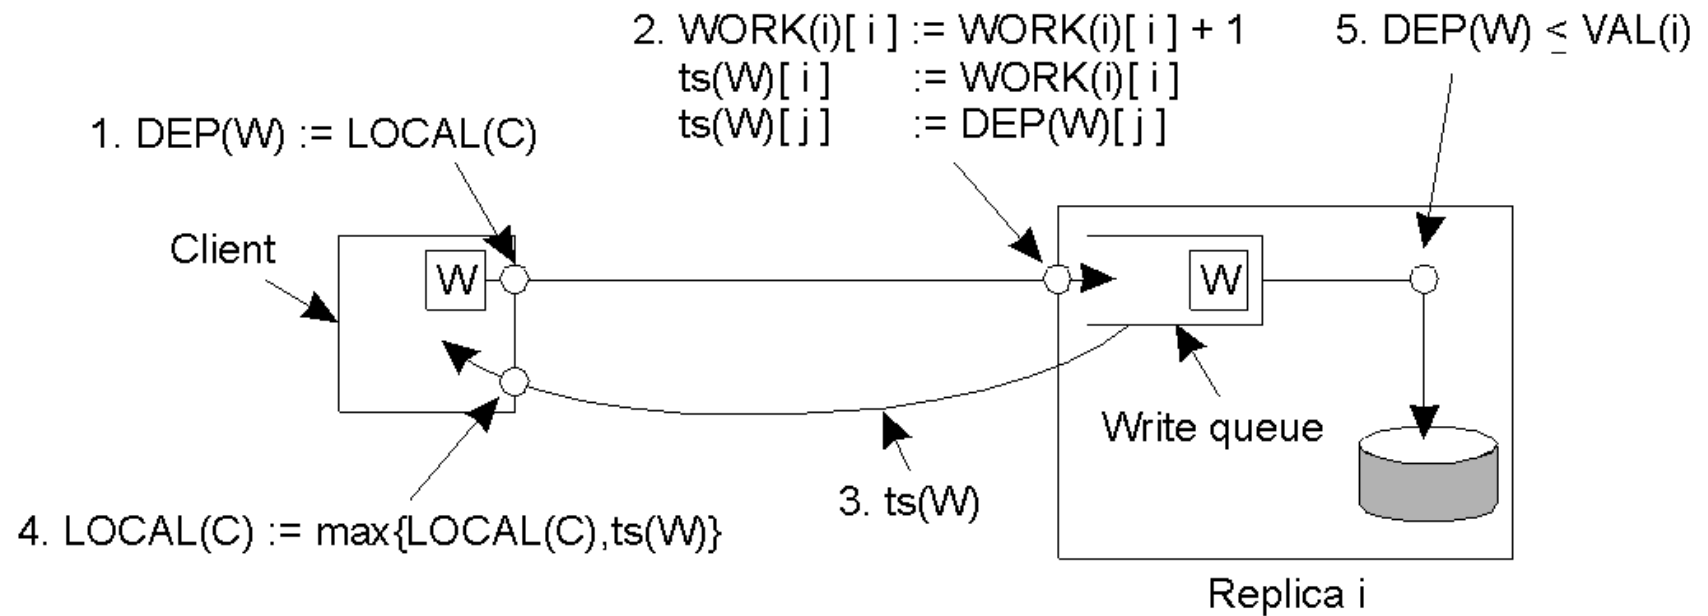 2. WORK(i)[ i ] := WORK(i)[ i ] + 1
ts(W)[ i ] := WORK(i)[ i ]
ts(W)[ j ] := DEP(W)[ j ]
5. DEP(W) ≤ VAL(i)
1. DEP(W) := LOCAL(C)
Client
W
W
Write queue
3. ts(W)
4. LOCAL(C) := max{LOCAL(C),ts(W)}
Replica i